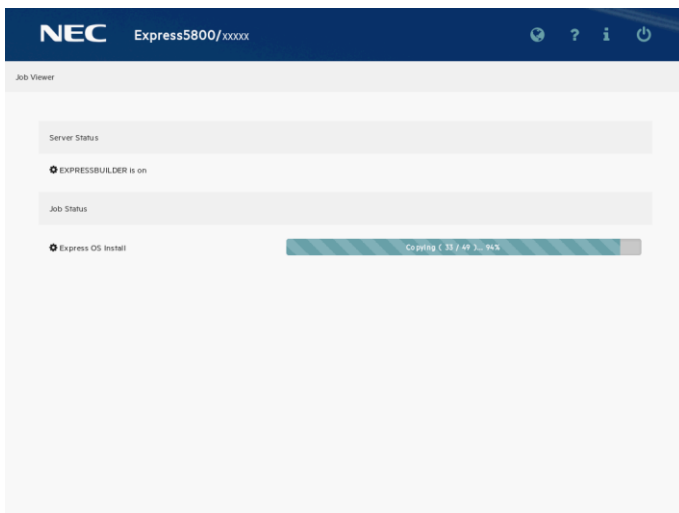 NEC Express5800/xxxxx ? i
Job Viewer
Server Status
EXPRESSBUILDER is on
Job Status
Express OS Install Copying ( 33 / 49 )... 94%